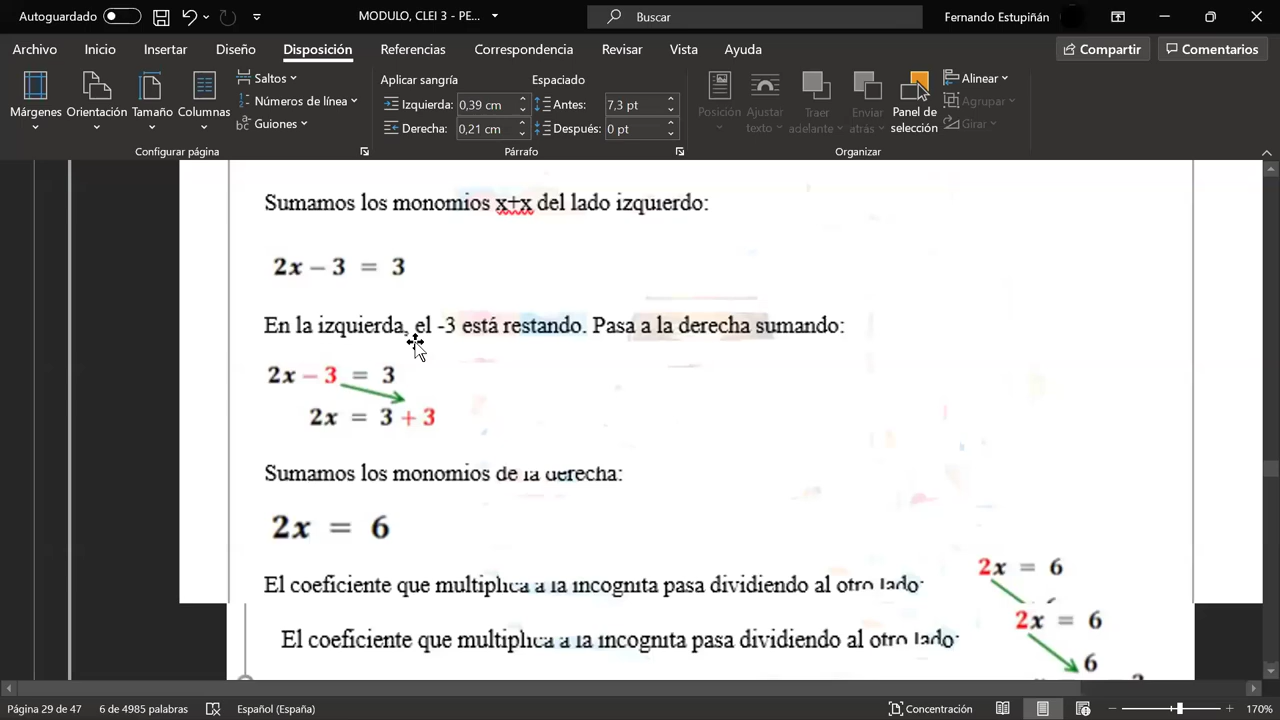 Autoguardado
MODULO, CLEI 3 - PE...
Buscar
Fernando Estupiñán
Archivo Inicio Insertar Diseño Disposición Referencias Correspondencia Revisar Vista Ayuda
Compartir Comentarios
Márgenes
Orientación
Tamaño
Columnas
Saltos
Números de línea
Guiones
Configurar página
Aplicar sangría
Izquierda: 0,39 cm
Derecha: 0,21 cm
Espaciado
Antes: 7,3 pt
Después: 0 pt
Párrafo
Posición
Ajustar texto
Traer adelante
Enviar atrás
Panel de selección
Alinear
Agrupar
Girar
Organizar
Sumamos los monomios x+x del lado izquierdo:
2x − 3 = 3
En la izquierda, el -3 está restando. Pasa a la derecha sumando:
2x − 3 = 3
2x = 3 + 3
Sumamos los monomios de la derecha:
2x = 6
El coeficiente que multiplica a la incognita pasa dividiendo al otro lado:
2x = 6
El coeficiente que multiplica a la incognita pasa dividiendo al otro lado:
2x = 6
6
Página 29 de 47 6 de 4985 palabras Español (España)
Concentración
170%